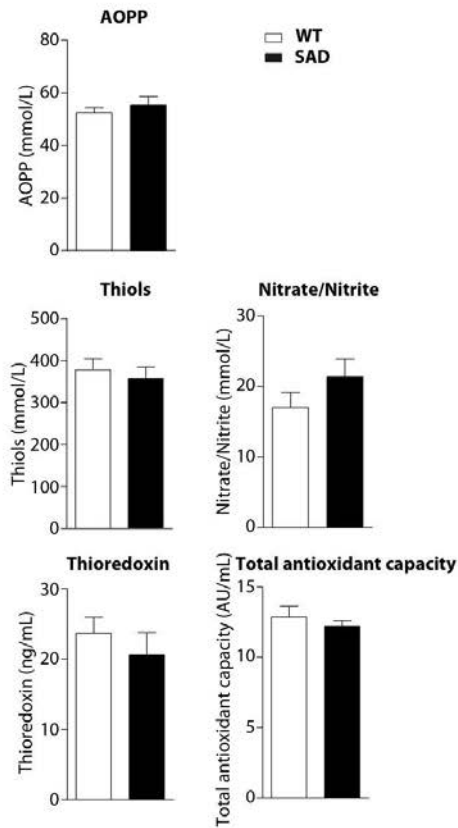 AOPP
WT
SAD
AOPP (mmol/L)
80
60
40
20
0
Thiols
Thiols (mmol/L)
500
400
300
200
100
0
Nitrate/Nitrite
Nitrate/Nitrite (mmol/L)
30
20
10
0
Thioredoxin
Thioredoxin (ng/mL)
30
20
10
0
Total antioxidant capacity
Total antioxidant capacity (AU/mL)
15
10
5
0